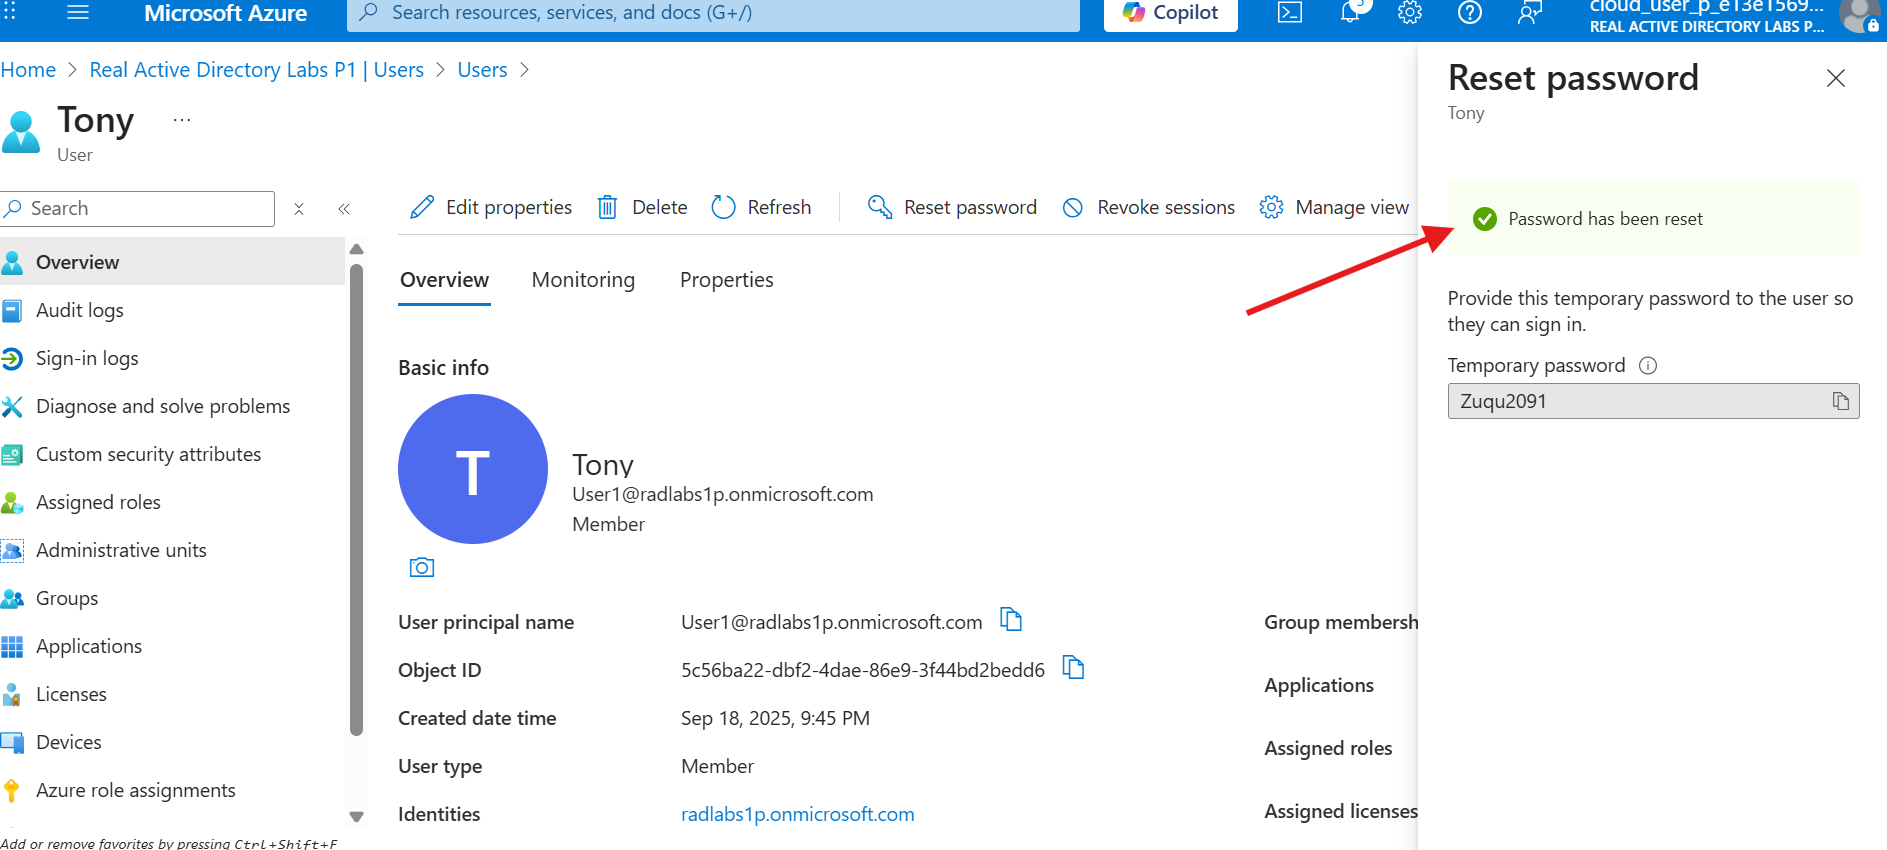 Microsoft Azure
Search resources, services, and docs (G+/)
Copilot
5
cloud_user_p_e13e1569...
REAL ACTIVE DIRECTORY LABS P...
Home > Real Active Directory Labs P1 | Users > Users >
Tony
...
User
Search
Overview
Audit logs
Sign-in logs
Diagnose and solve problems
Custom security attributes
Assigned roles
Administrative units
Groups
Applications
Licenses
Devices
Azure role assignments
Add or remove favorites by pressing Ctrl+Shift+F
Edit properties
Delete
Refresh
Reset password
Revoke sessions
Manage view
Overview
Monitoring
Properties
Basic info
T
Tony
User1@radlabs1p.onmicrosoft.com
Member
User principal name
User1@radlabs1p.onmicrosoft.com
Object ID
5c56ba22-dbf2-4dae-86e9-3f44bd2bedd6
Created date time
Sep 18, 2025, 9:45 PM
User type
Member
Identities
radlabs1p.onmicrosoft.com
Group membersh
Applications
Assigned roles
Assigned licenses
Reset password
Tony
Password has been reset
Provide this temporary password to the user so
they can sign in.
Temporary password
Zuqu2091